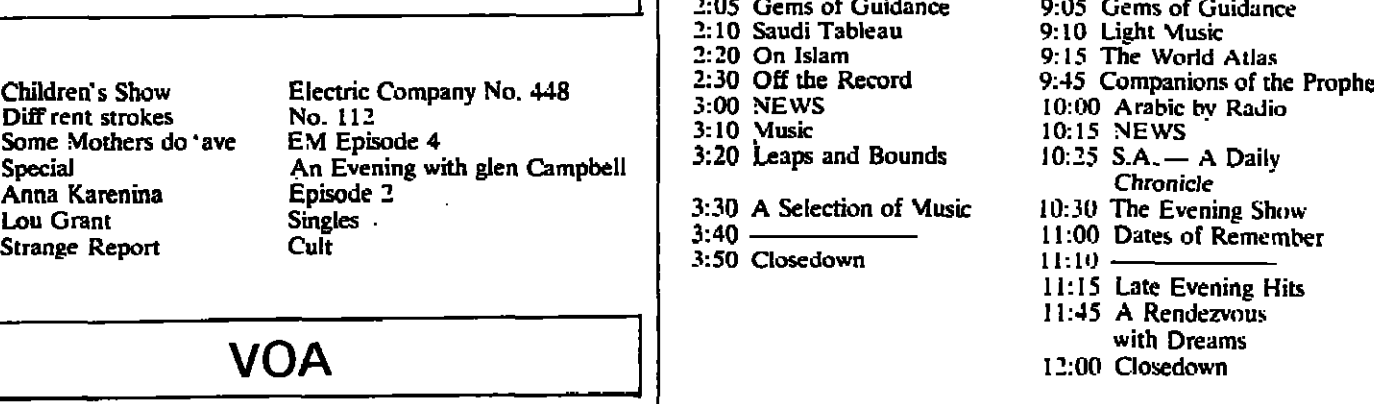 Children's Show Electric Company No. 448
Diff rent strokes No. 112
Some Mothers do 'ave EM Episode 4
Special An Evening with glen Campbell
Anna Karenina Episode 2
Lou Grant Singles
Strange Report Cult
VOA
2:05 Gems of Guidance
2:10 Saudi Tableau
2:20 On Islam
2:30 Off the Record
3:00 NEWS
3:10 Music
3:20 Leaps and Bounds
3:30 A Selection of Music
3:40
3:50 Closedown
9:05 Gems of Guidance
9:10 Light Music
9:15 The World Atlas
9:45 Companions of the Prophe
10:00 Arabic by Radio
10:15 NEWS
10:25 S.A. — A Daily
Chronicle
10:30 The Evening Show
11:00 Dates of Remember
11:10
11:15 Late Evening Hits
11:45 A Rendezvous
with Dreams
12:00 Closedown